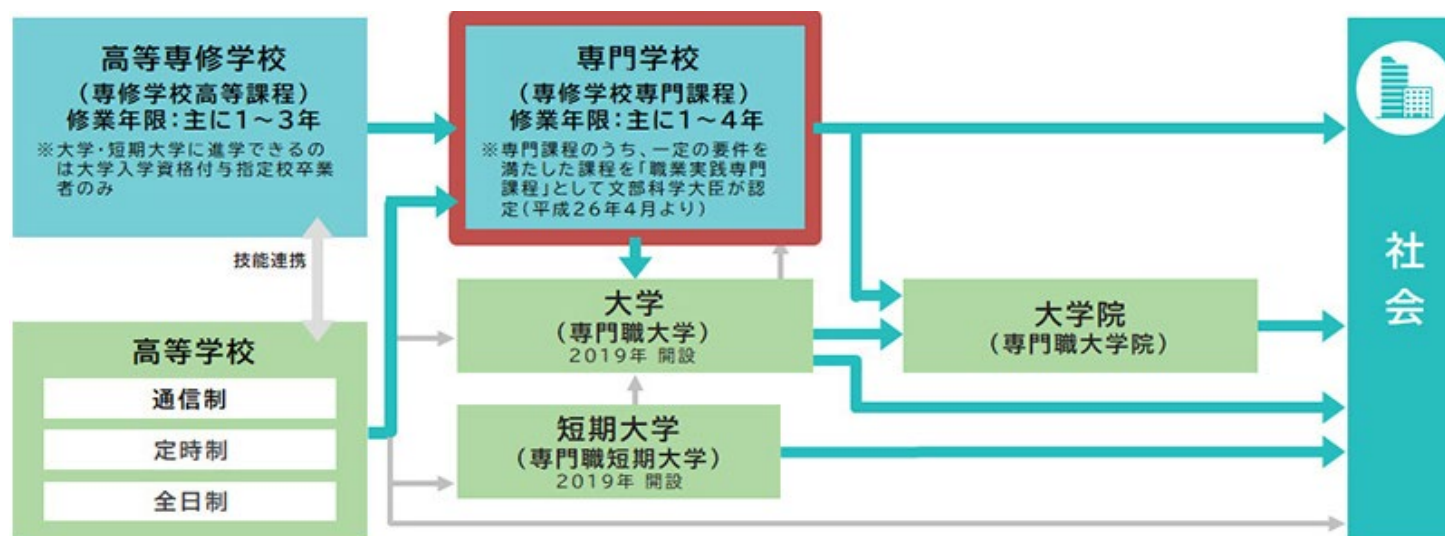 高等専修学校
（専修学校高等課程）
修業年限：主に1～3年
※大学・短期大学に進学できるの
は大学入学資格付与指定校卒業
者のみ
技能連携
高等学校
通信制
定時制
全日制
専門学校
（専修学校専門課程）
修業年限：主に1～4年
※専門課程のうち、一定の要件を
満たした課程を「職業実践専門
課程」として文部科学大臣が認
定（平成26年4月より）
大学
（専門職大学）
2019年 開設
短期大学
（専門職短期大学）
2019年 開設
大学院
（専門職大学院）
社会